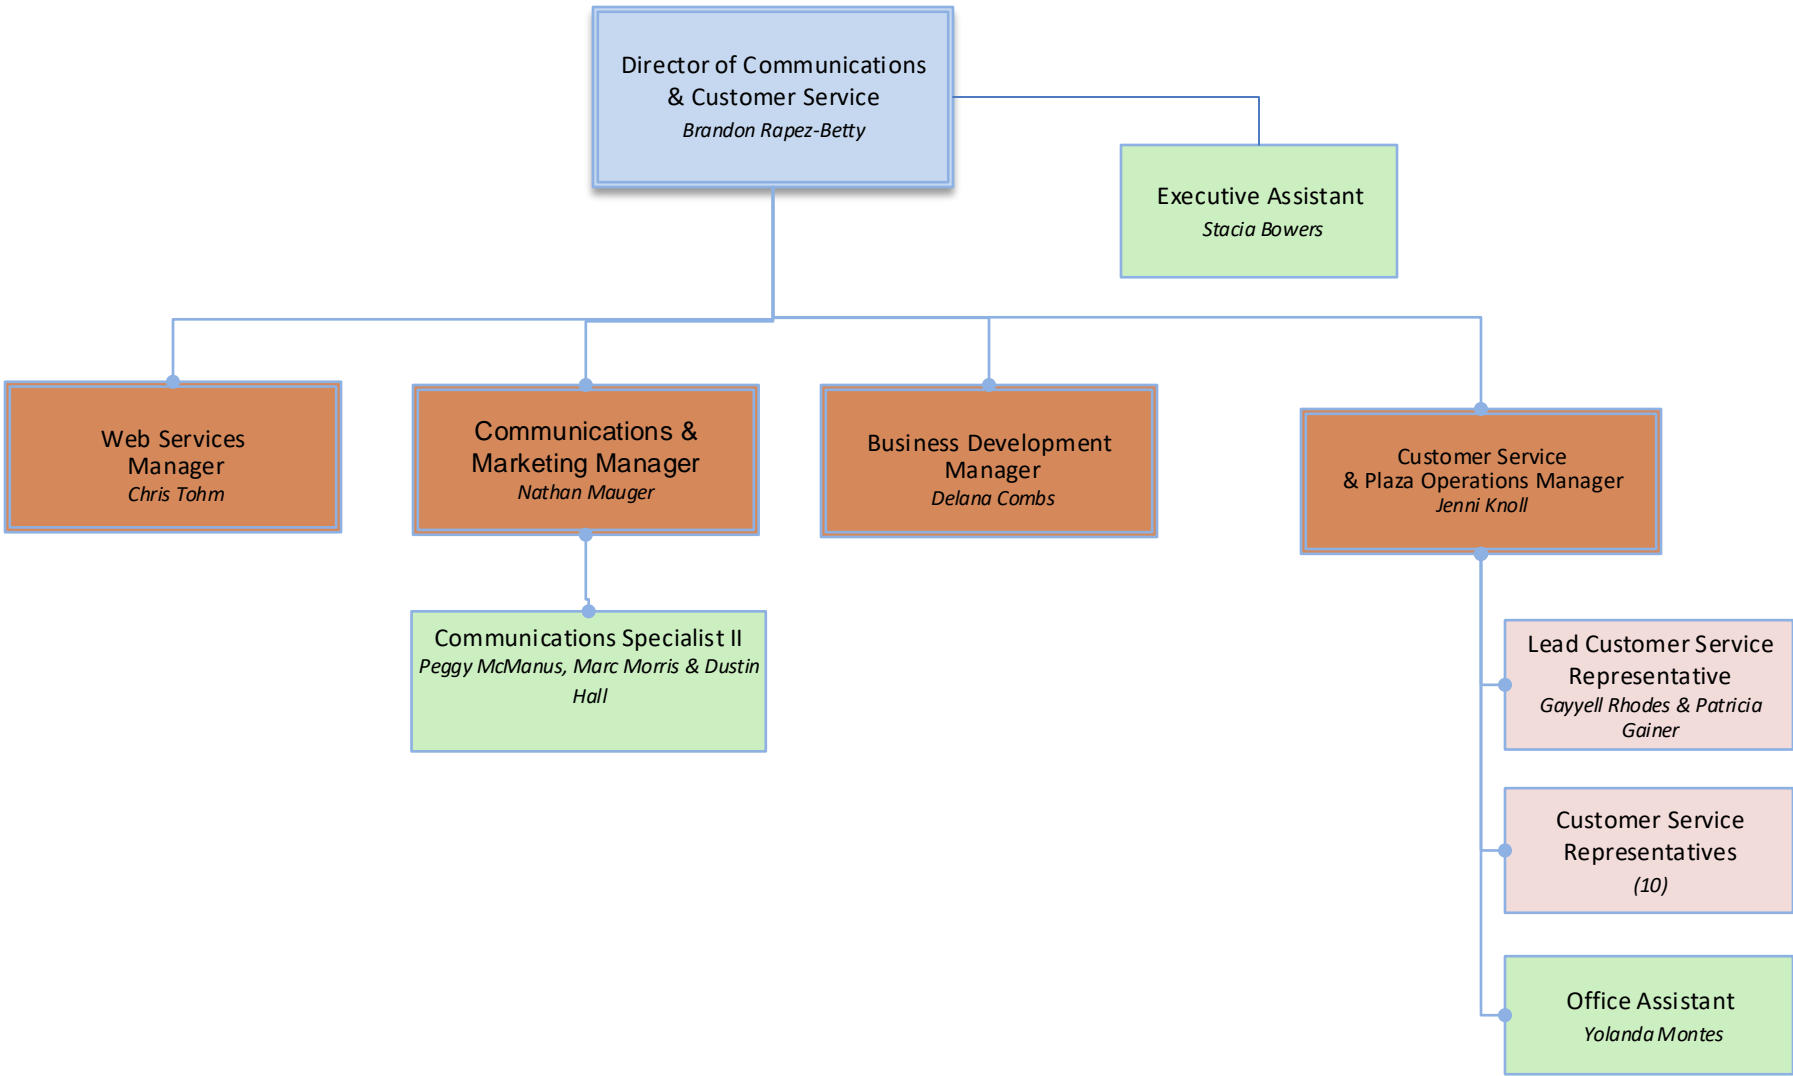 Director of Communications
& Customer Service
Brandon Rapez-Betty
Executive Assistant
Stacia Bowers
Web Services
Manager
Chris Tohm
Communications &
Marketing Manager
Nathan Mauger
Business Development
Manager
Delana Combs
Customer Service
& Plaza Operations Manager
Jenni Knoll
Communications Specialist II
Peggy McManus, Marc Morris & Dustin
Hall
Lead Customer Service
Representative
Gayyell Rhodes & Patricia
Gainer
Customer Service
Representatives
(10)
Office Assistant
Yolanda Montes